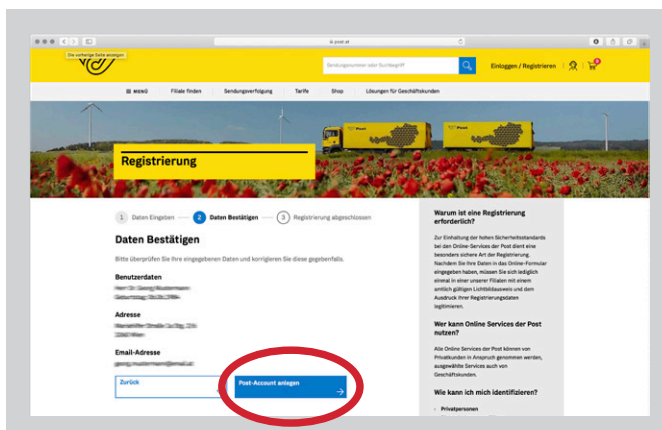 post.at
Die vorherige Seite anzeigen
Sendungsnummer oder Suchbegriff
Einloggen / Registrieren
0
MENÜ
Filiale finden
Sendungsverfolgung
Tarife
Shop
Lösungen für Geschäftskunden
Post
Post
Registrierung
1 Daten Eingeben
2 Daten Bestätigen
3 Registrierung abgeschlossen
Daten Bestätigen
Bitte überprüfen Sie Ihre eingegebenen Daten und korrigieren Sie diese gegebenfalls.
Benutzerdaten
Adresse
Email-Adresse
Zurück
Post-Account anlegen
Warum ist eine Registrierung
erforderlich?
Zur Einhaltung der hohen Sicherheitsstandards
bei den Online-Services der Post dient eine
besonders sichere Art der Registrierung.
Nachdem Sie Ihre Daten in das Online-Formular
eingegeben haben, müssen Sie sich lediglich
einmal in einer unserer Filialen mit einem
amtlich gültigen Lichtbildausweis und dem
Ausdruck Ihrer Registrierungsdaten
legitimieren.
Wer kann Online Services der Post
nutzen?
Alle Online Services der Post können von
Privatkunden in Anspruch genommen werden,
ausgewählte Services auch von
Geschäftskunden.
Wie kann ich mich identifizieren?
Privatpersonen